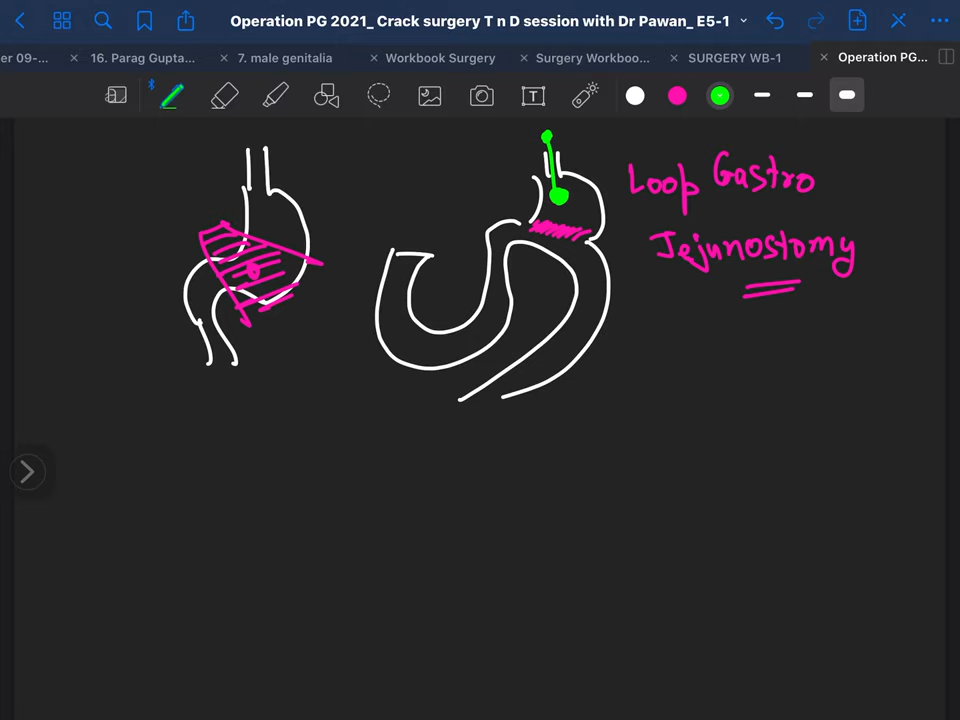 Operation PG 2021_ Crack surgery T n D session with Dr Pawan_ E5-1
er 09-... 16. Parag Gupta... 7. male genitalia Workbook Surgery Surgery Workboo... SURGERY WB-1 Operation PG...
T
Loop Gastro
Jejunostomy